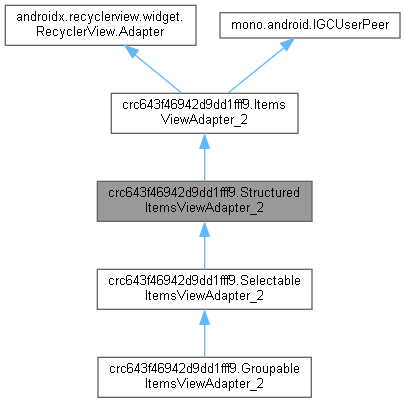 androidx.recyclerview.widget.
RecyclerView.Adapter
mono.android.IGCUserPeer
crc643f46942d9dd1fff9.Items
ViewAdapter_2
crc643f46942d9dd1fff9.Structured
ItemsViewAdapter_2
crc643f46942d9dd1fff9.Selectable
ItemsViewAdapter_2
crc643f46942d9dd1fff9.Groupable
ItemsViewAdapter_2